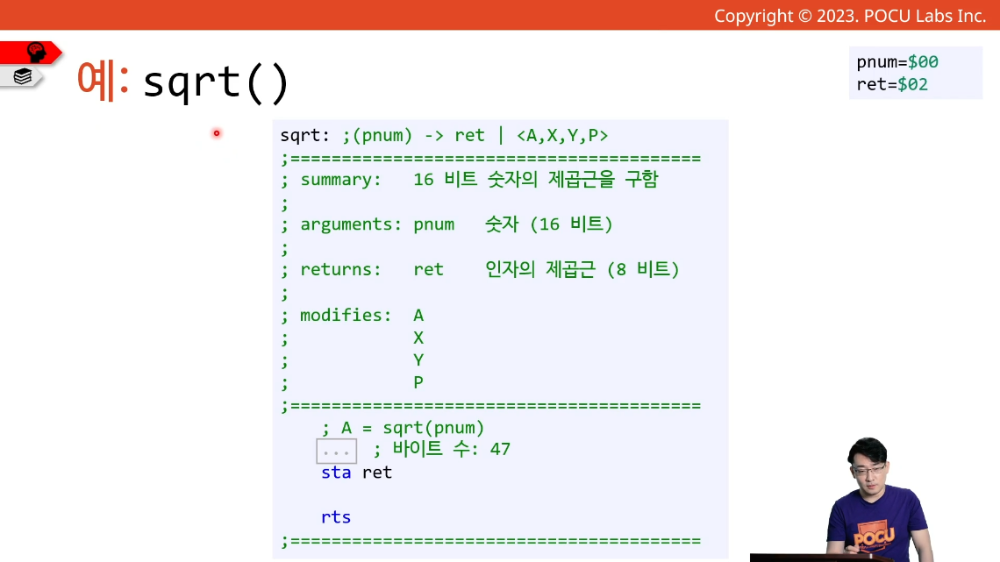 Copyright © 2023. POCU Labs Inc.
예: sqrt()
pnum=$00
ret=$02
sqrt: ;(pnum) -> ret | <A,X,Y,P>
;========================================
; summary:   16 비트 숫자의 제곱근을 구함
;
; arguments: pnum   숫자 (16 비트)
;
; returns:   ret    인자의 제곱근 (8 비트)
;
; modifies:  A
;            X
;            Y
;            P
;========================================
    ; A = sqrt(pnum)
    ...  ; 바이트 수: 47
    sta ret
    rts
;========================================
POCU